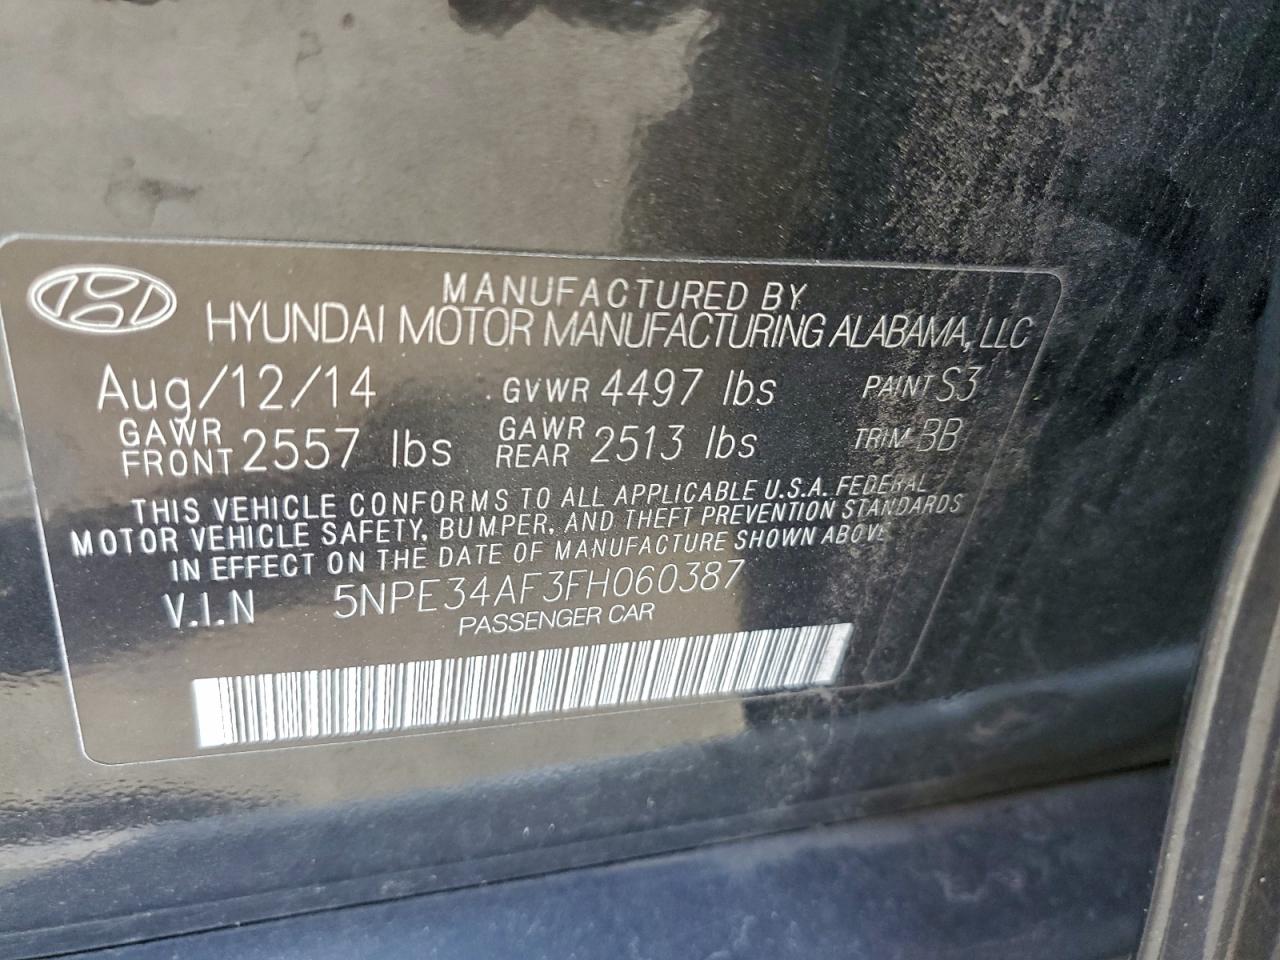 MANUFACTURED BY
HYUNDAI MOTOR MANUFACTURING ALABAMA, LLC
Aug/12/14 GVWR 4497 lbs PAINT S3
GAWR FRONT 2557 lbs GAWR REAR 2513 lbs TRIM BB
THIS VEHICLE CONFORMS TO ALL APPLICABLE U.S.A. FEDERAL
MOTOR VEHICLE SAFETY, BUMPER, AND THEFT PREVENTION STANDARDS
IN EFFECT ON THE DATE OF MANUFACTURE SHOWN ABOVE
V.I.N 5NPE34AF3FH060387
PASSENGER CAR